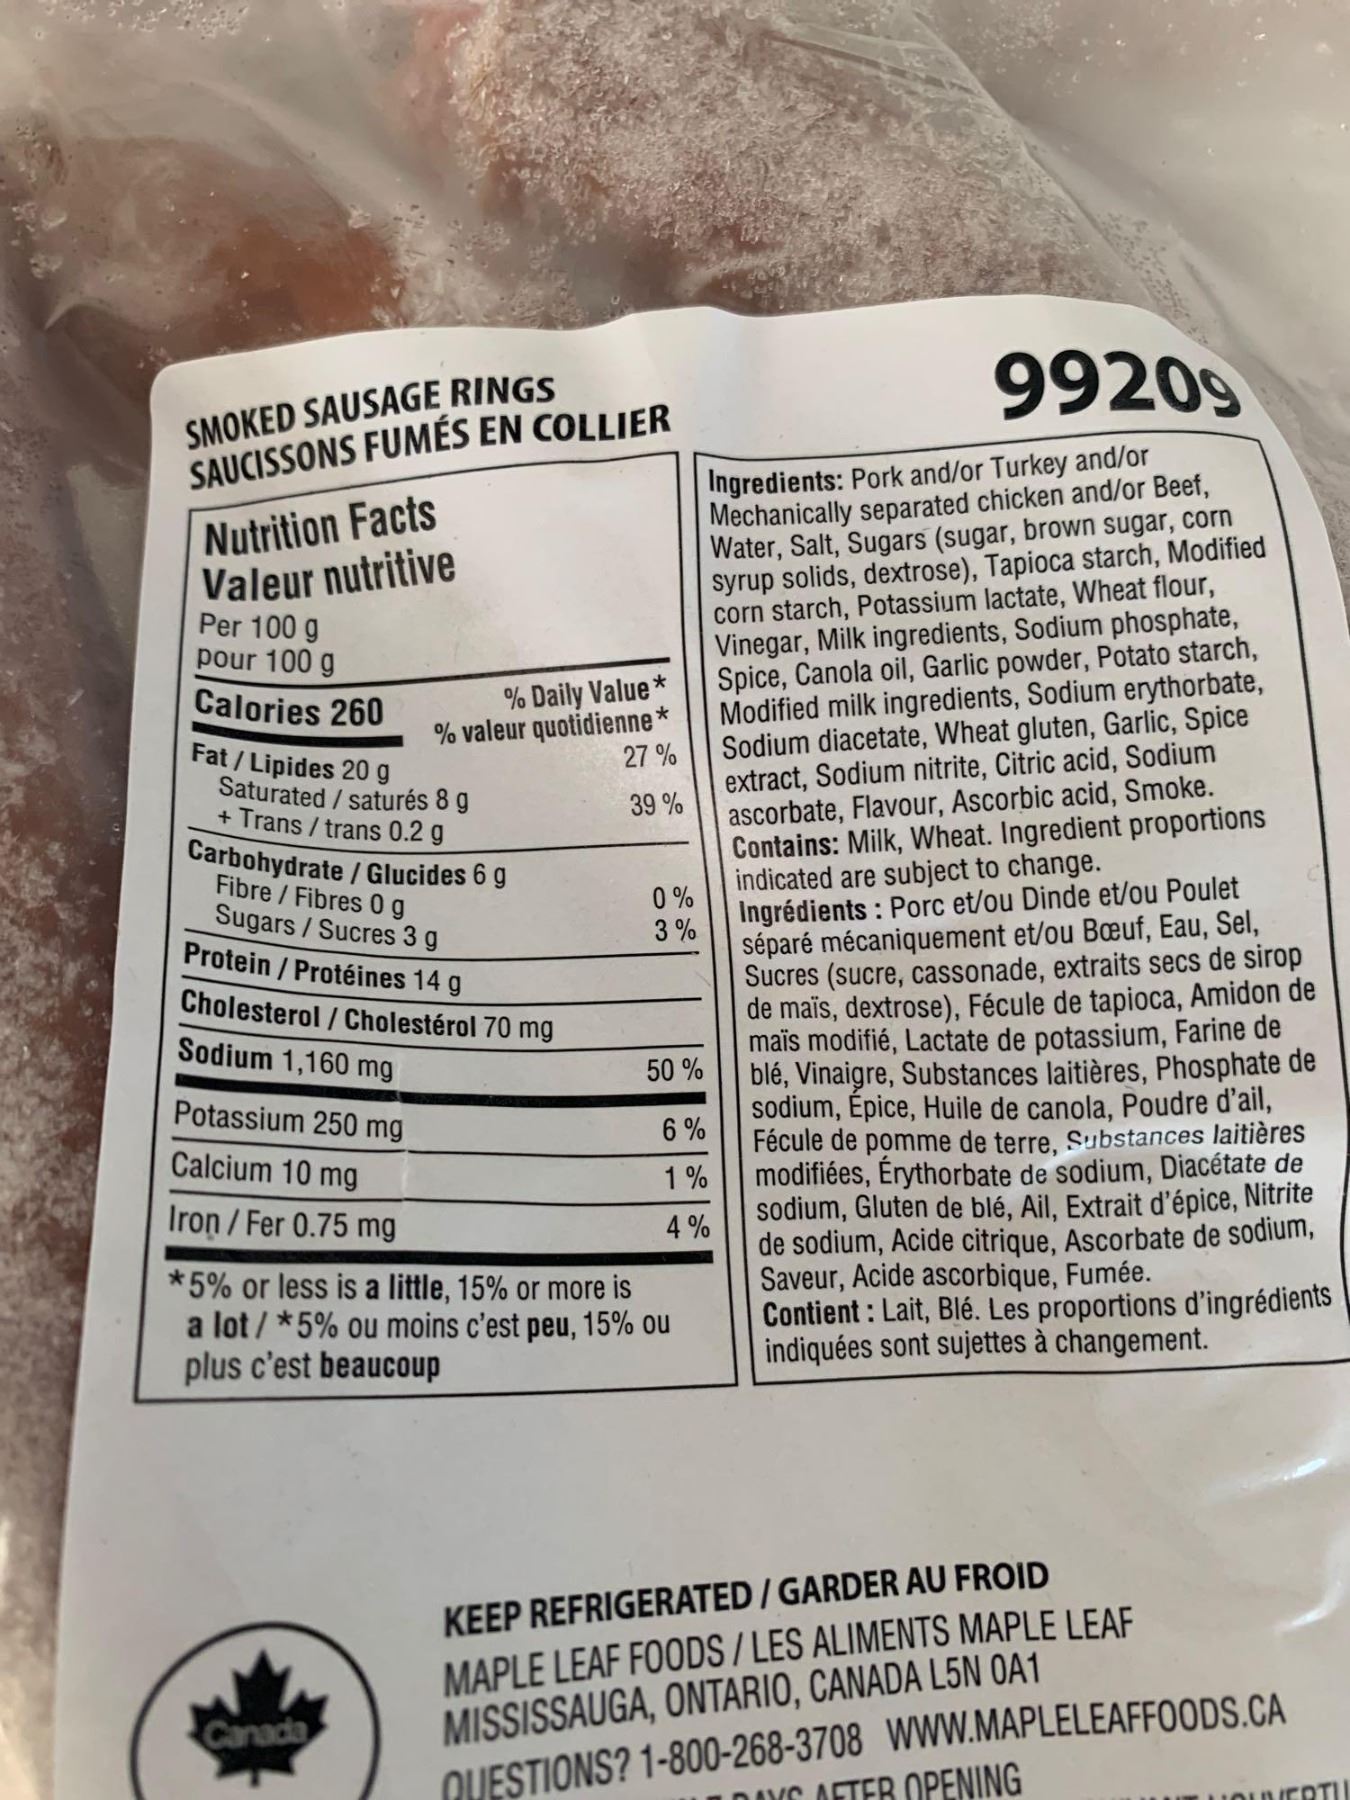 SMOKED SAUSAGE RINGS
SAUCISSONS FUMÉS EN COLLIER
99209
Nutrition Facts
Valeur nutritive
Per 100 g
pour 100 g
Calories 260
% Daily Value*
% valeur quotidienne*
Fat / Lipides 20 g 27 %
Saturated / saturés 8 g
+ Trans / trans 0.2 g 39 %
Carbohydrate / Glucides 6 g
Fibre / Fibres 0 g 0 %
Sugars / Sucres 3 g 3 %
Protein / Protéines 14 g
Cholesterol / Cholestérol 70 mg
Sodium 1,160 mg 50 %
Potassium 250 mg 6 %
Calcium 10 mg 1 %
Iron / Fer 0.75 mg 4 %
*5% or less is a little, 15% or more is
a lot / *5% ou moins c'est peu, 15% ou
plus c'est beaucoup
Ingredients: Pork and/or Turkey and/or
Mechanically separated chicken and/or Beef,
Water, Salt, Sugars (sugar, brown sugar, corn
syrup solids, dextrose), Tapioca starch, Modified
corn starch, Potassium lactate, Wheat flour,
Vinegar, Milk ingredients, Sodium phosphate,
Spice, Canola oil, Garlic powder, Potato starch,
Modified milk ingredients, Sodium erythorbate,
Sodium diacetate, Wheat gluten, Garlic, Spice
extract, Sodium nitrite, Citric acid, Sodium
ascorbate, Flavour, Ascorbic acid, Smoke.
Contains: Milk, Wheat. Ingredient proportions
indicated are subject to change.
Ingrédients : Porc et/ou Dinde et/ou Poulet
séparé mécaniquement et/ou Bœuf, Eau, Sel,
Sucres (sucre, cassonade, extraits secs de sirop
de maïs, dextrose), Fécule de tapioca, Amidon de
maïs modifié, Lactate de potassium, Farine de
blé, Vinaigre, Substances laitières, Phosphate de
sodium, Épice, Huile de canola, Poudre d'ail,
Fécule de pomme de terre, Substances laitières
modifiées, Érythorbate de sodium, Diacétate de
sodium, Gluten de blé, Ail, Extrait d'épice, Nitrite
de sodium, Acide citrique, Ascorbate de sodium,
Saveur, Acide ascorbique, Fumée.
Contient : Lait, Blé. Les proportions d'ingrédients
indiquées sont sujettes à changement.
Canada
KEEP REFRIGERATED / GARDER AU FROID
MAPLE LEAF FOODS / LES ALIMENTS MAPLE LEAF
MISSISSAUGA, ONTARIO, CANADA L5N 0A1
QUESTIONS? 1-800-268-3708 WWW.MAPLELEAFFOODS.CA
DAYS AFTER OPENING